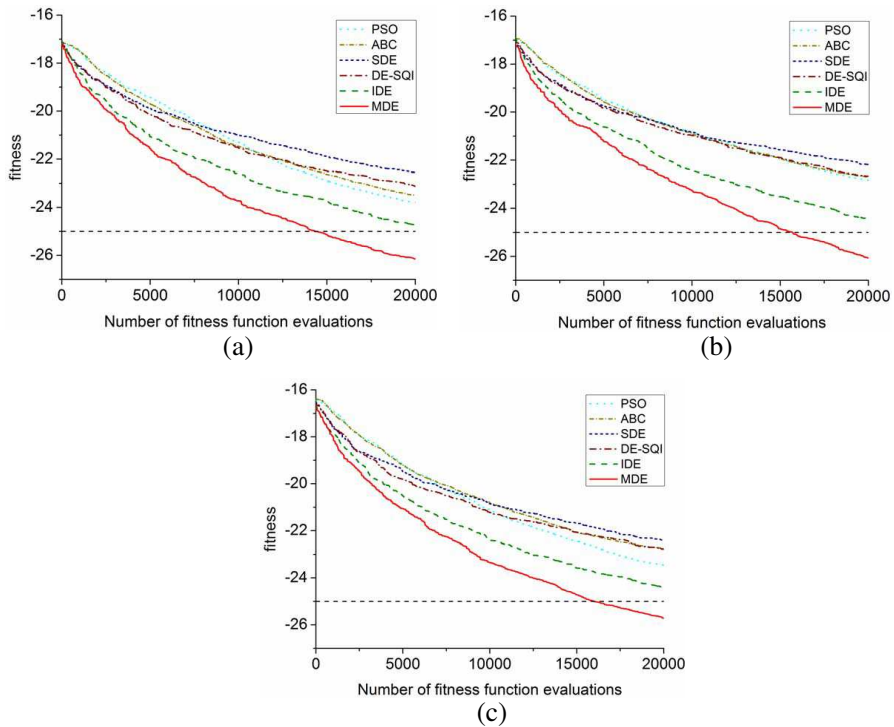 -16
-18
-20
-22
-24
-26
fitness
PSO
ABC
SDE
DE-SQI
IDE
MDE
0 5000 10000 15000 20000
Number of fitness function evaluations
(a)
-16
-18
-20
-22
-24
-26
fitness
PSO
ABC
SDE
DE-SQI
IDE
MDE
0 5000 10000 15000 20000
Number of fitness function evaluations
(b)
-16
-18
-20
-22
-24
-26
fitness
PSO
ABC
SDE
DE-SQI
IDE
MDE
0 5000 10000 15000 20000
Number of fitness function evaluations
(c)